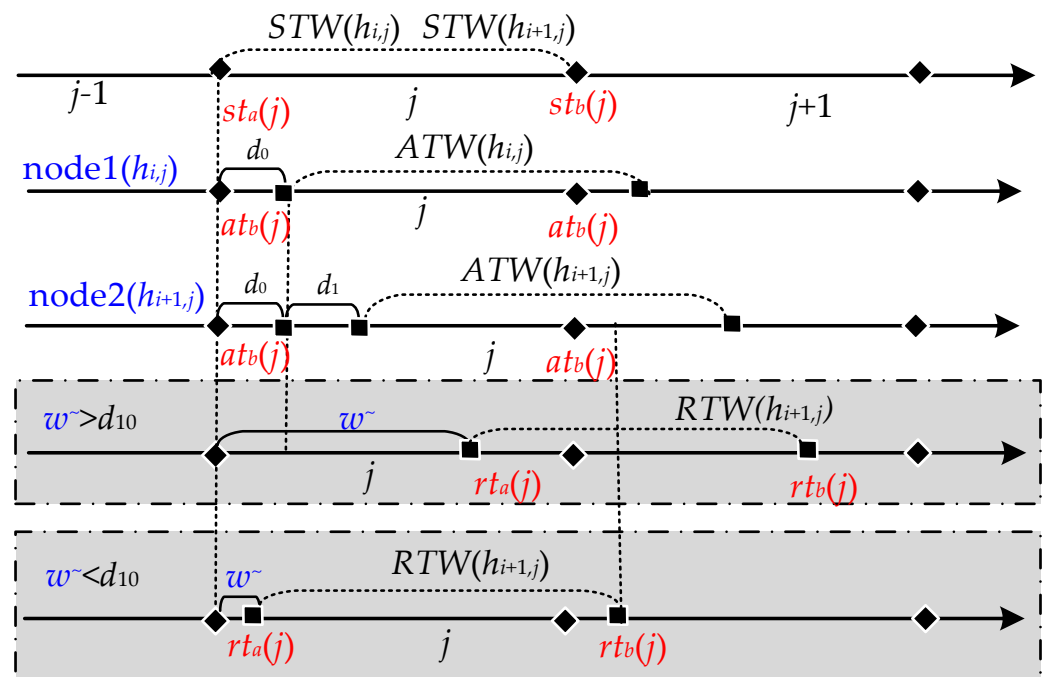 STW(hi,j) STW(hi+1,j)
j-1 j j+1
sta(j) stb(j)
d0 ATW(hi,j)
node1(hi,j)
j
atb(j) atb(j)
d0 d1 ATW(hi+1,j)
node2(hi+1,j)
j
atb(j) atb(j)
w~>d10 w~ RTW(hi+1,j)
j rta(j) rtb(j)
w~<d10 w~ RTW(hi+1,j)
rta(j) j rtb(j)